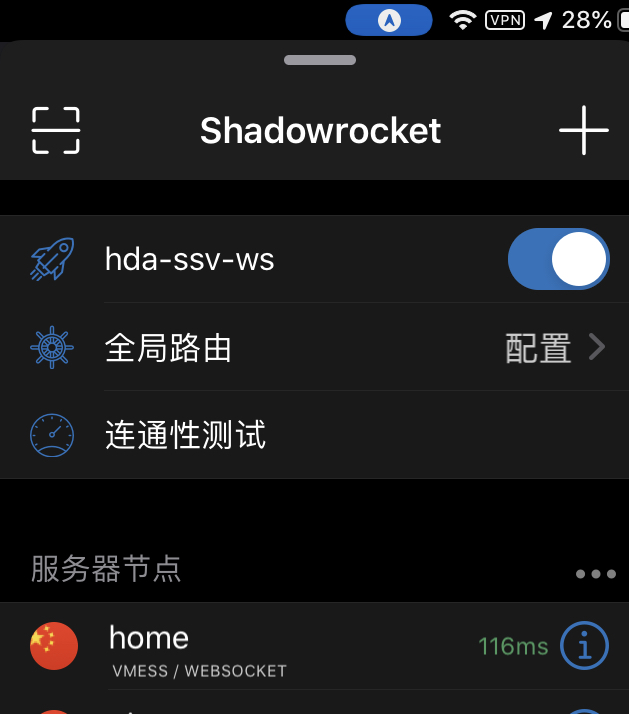 VPN 28%
Shadowrocket
hda-ssv-ws
全局路由 配置
连通性测试
服务器节点
home 116ms
VMESS / WEBSOCKET